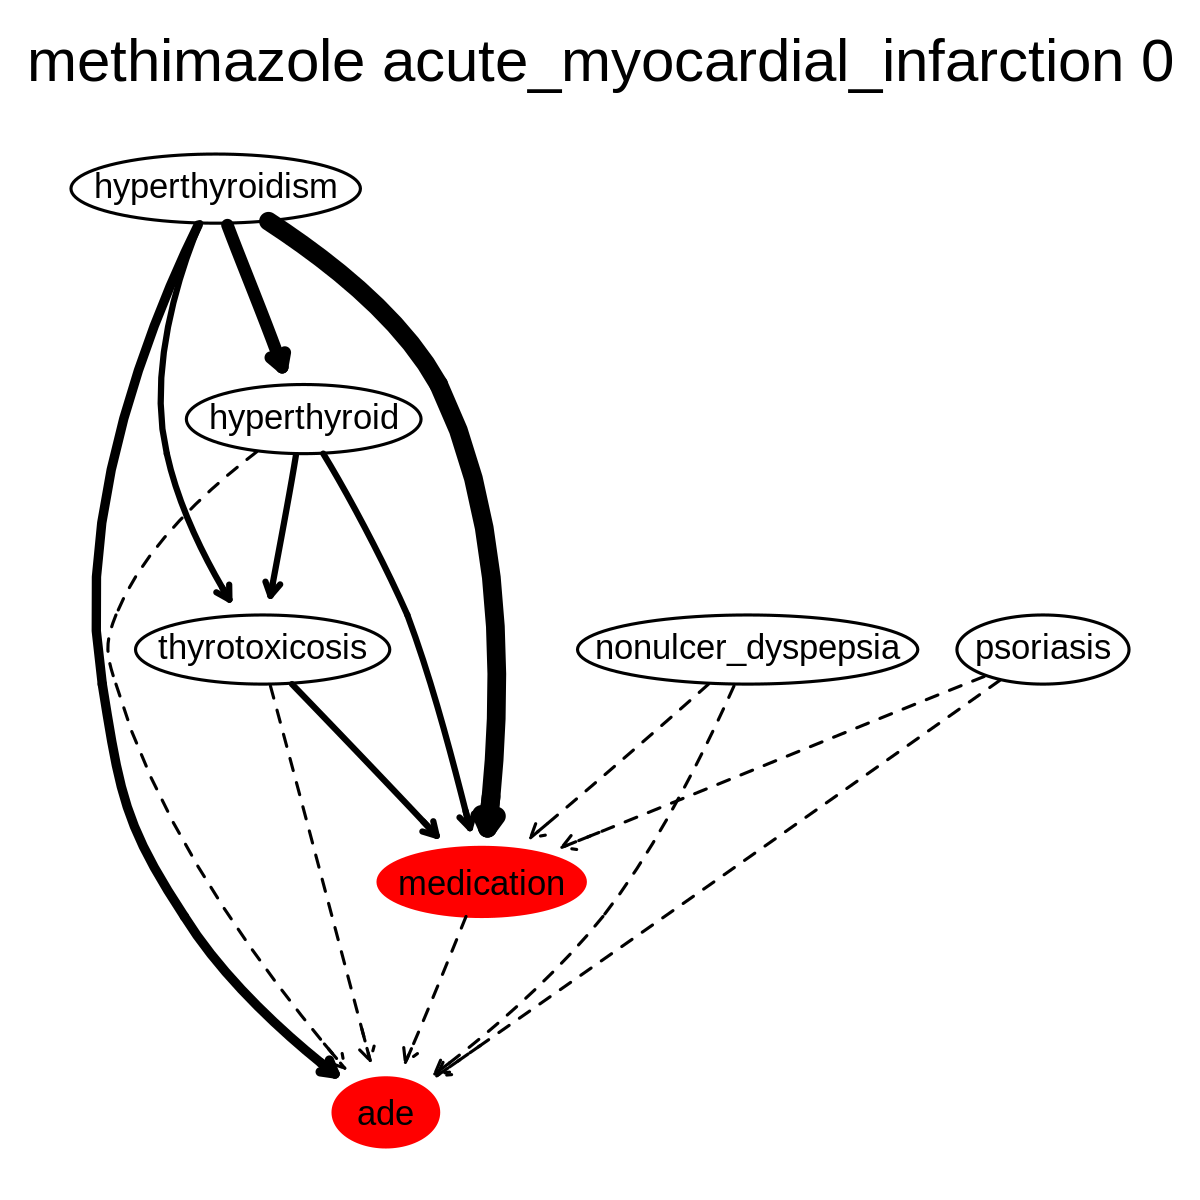 methimazole acute_myocardial_infarction 0
hyperthyroidism
hyperthyroid
thyrotoxicosis
nonulcer_dyspepsia
psoriasis
medication
ade